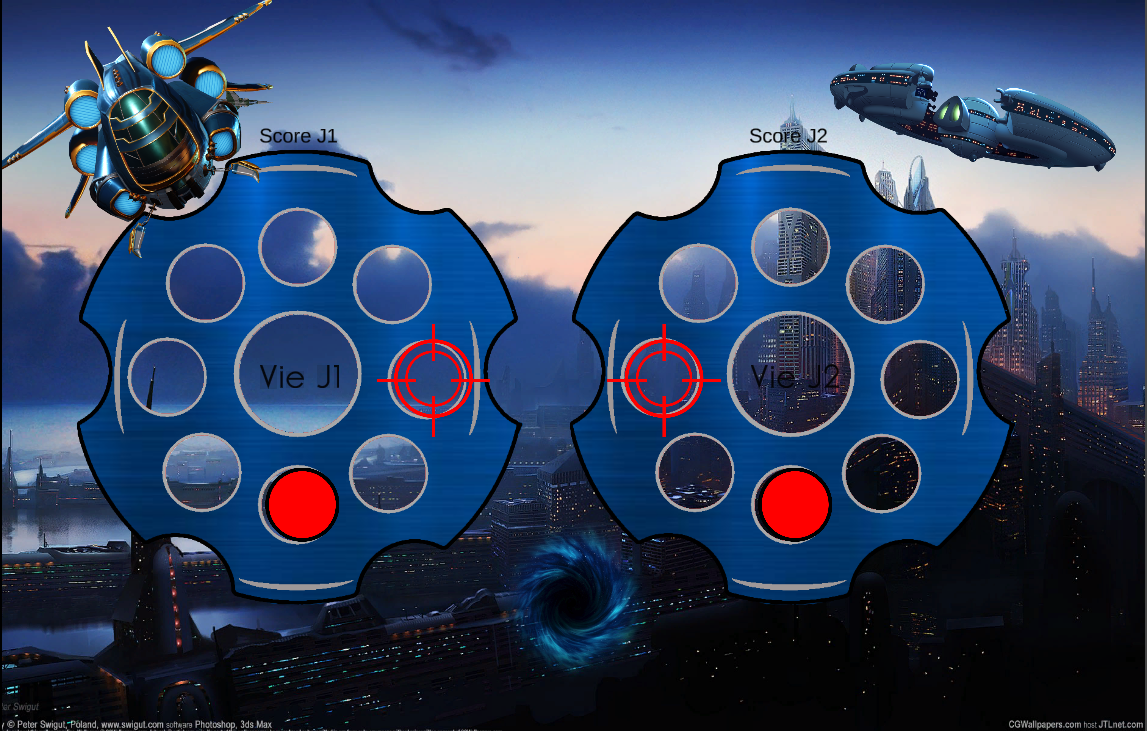 Score J1
Score J2
Vie J1
Vie J2
© Peter Swigut, Poland, www.swigut.com software Photoshop, 3ds Max
CGWallpapers.com host JTLnet.com